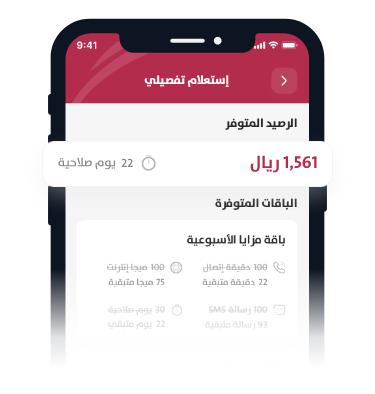 9:41
إستعلام تفصيلي
الرصيد المتوفر
1,561 ريال
22 يوم صلاحية
الباقات المتوفرة
باقة مزايا الأسبوعية
100 دقيقة إتصال
100 ميجا إنترنت
22 دقيقة متبقية
75 ميجا متبقية
100 رسالة SMS
30 يوم صلاحية
93 رسالة متبقية
22 يوم متبقي